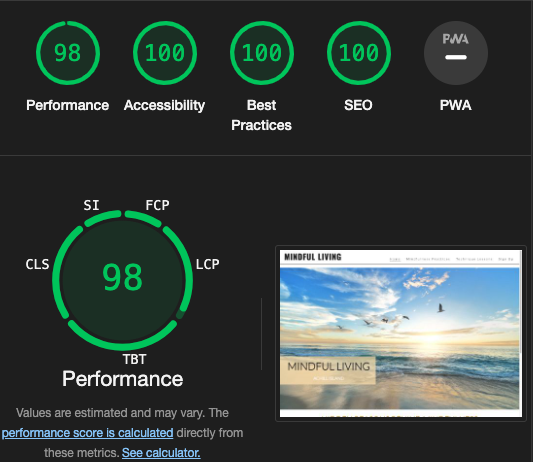 98
100
100
100
PWA
Performance
Accessibility
Best
Practices
SEO
PWA
SI
FCP
CLS
LCP
98
TBT
Performance
Values are estimated and may vary. The
performance score is calculated directly from
these metrics. See calculator.
MINDFUL LIVING
MINDFUL LIVING